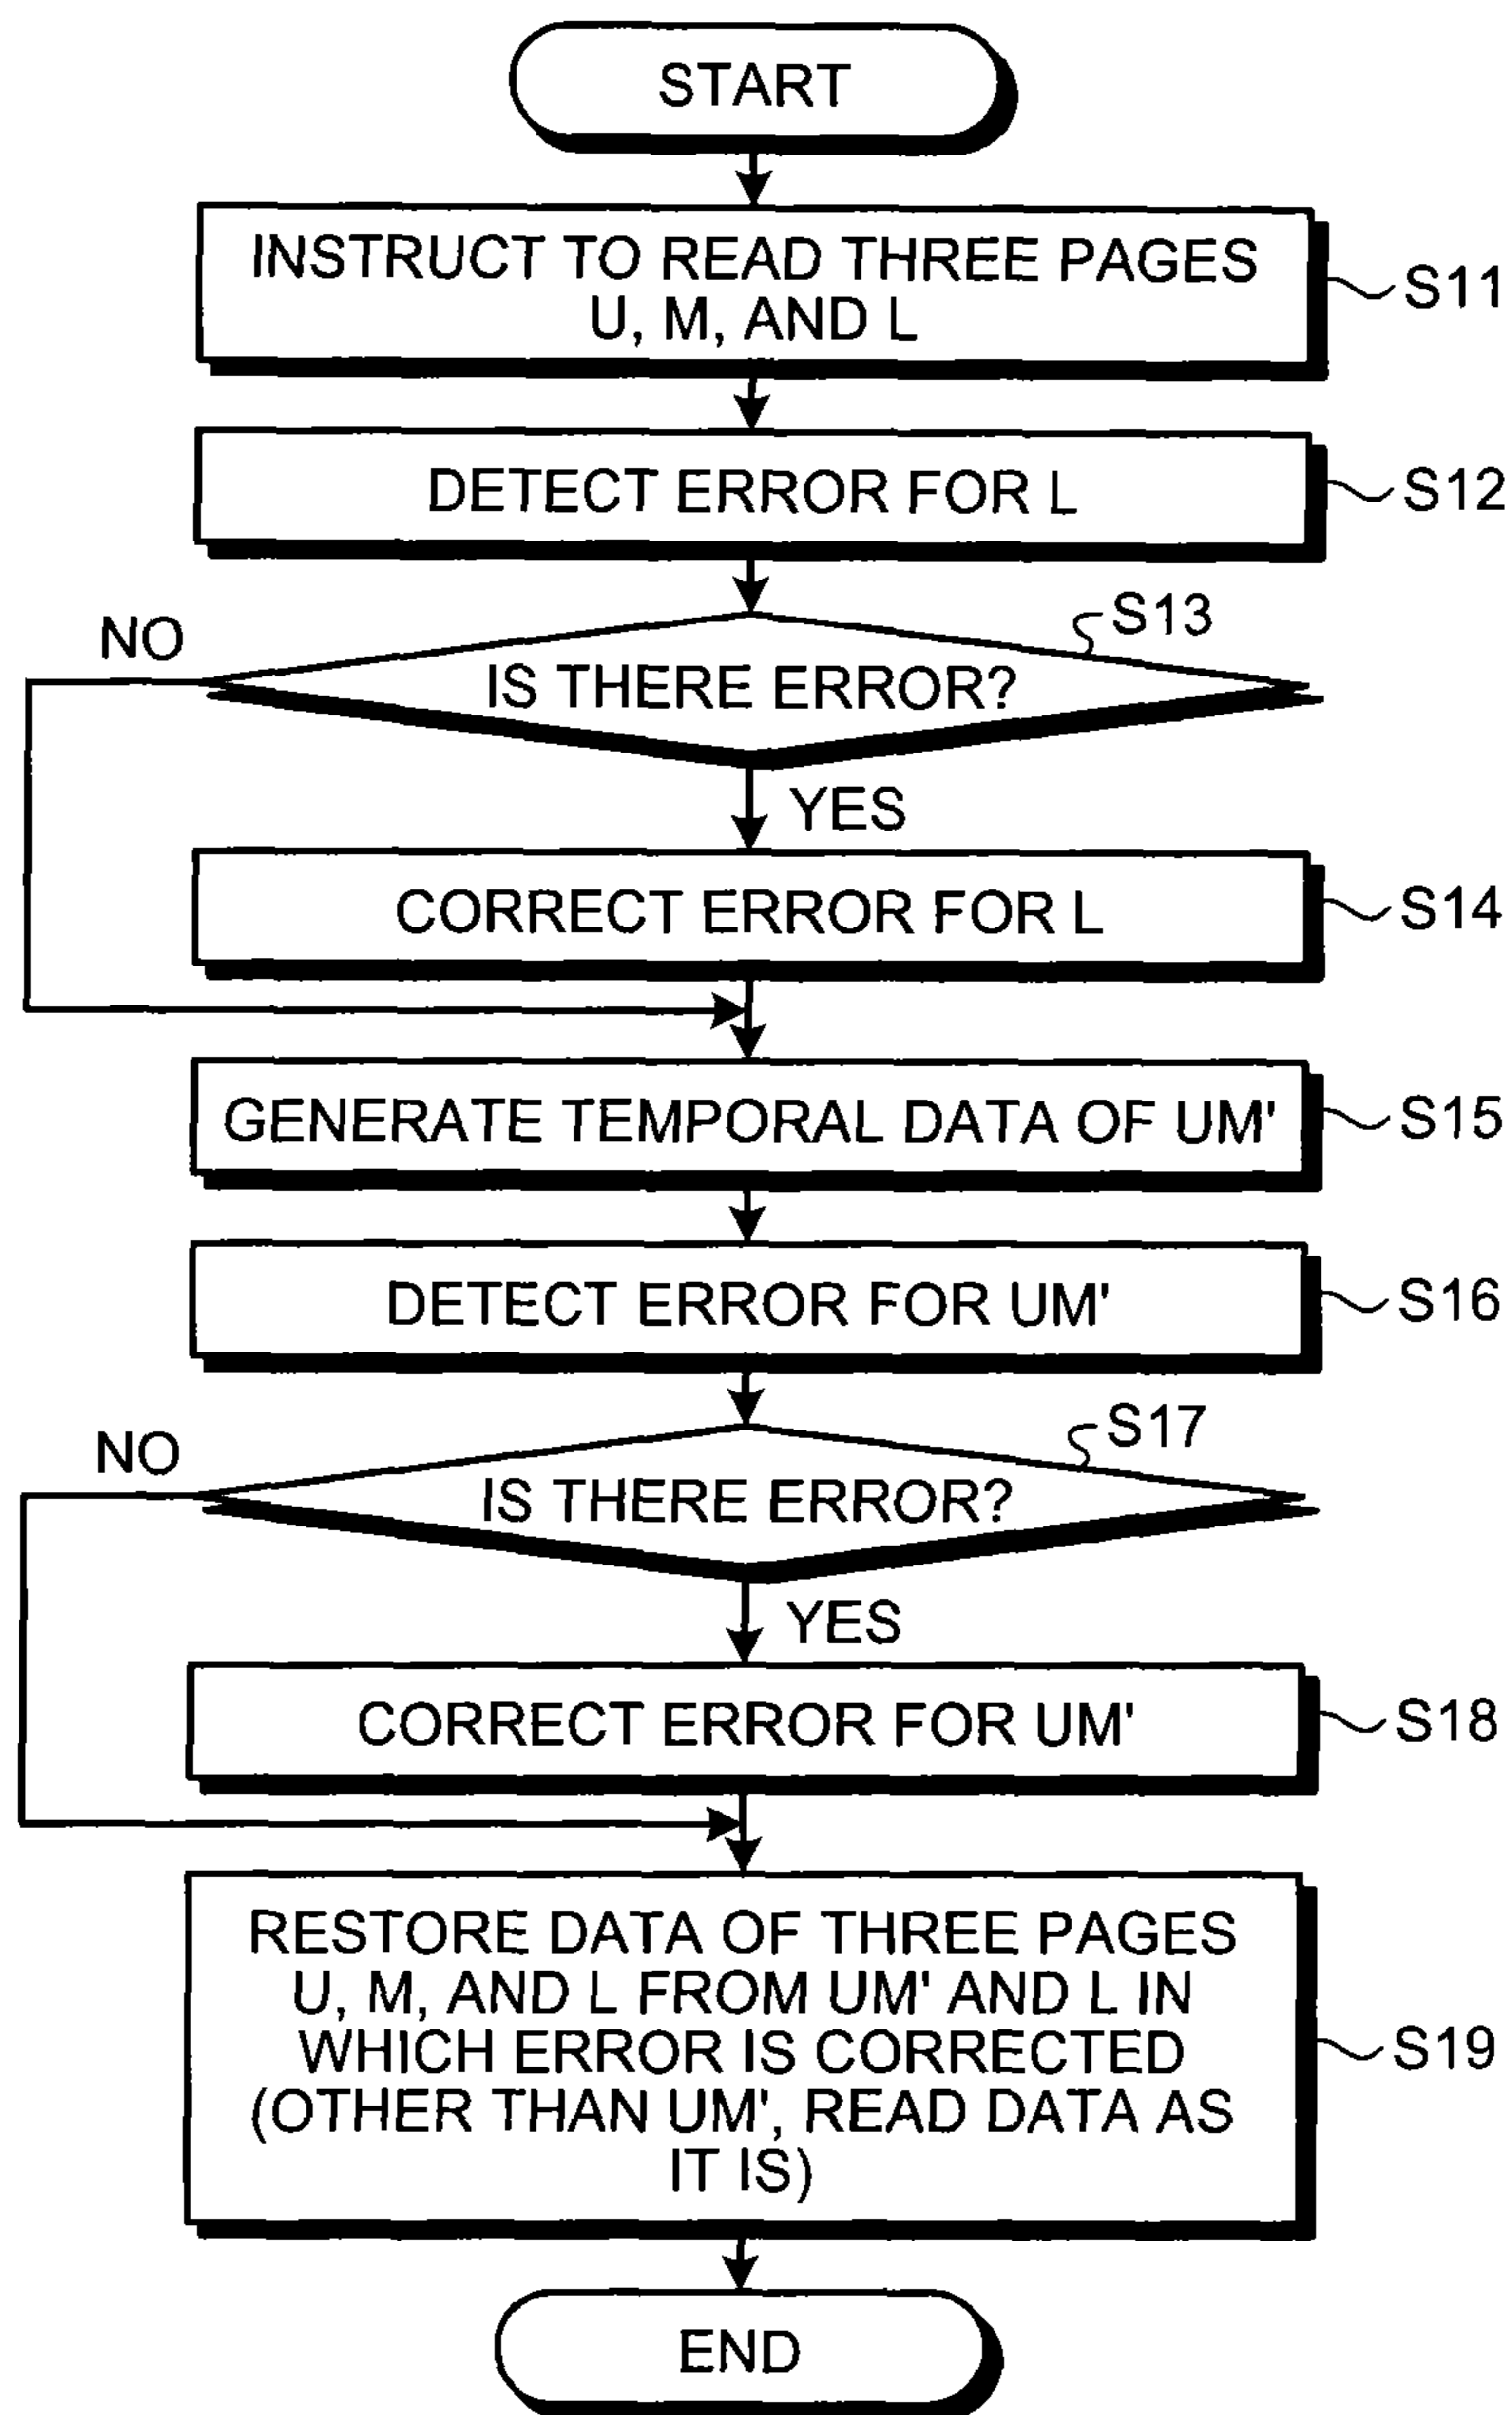 START
INSTRUCT TO READ THREE PAGES
U, M, AND L
S11
DETECT ERROR FOR L
S12
S13
NO
IS THERE ERROR?
YES
CORRECT ERROR FOR L
S14
GENERATE TEMPORAL DATA OF UM'
S15
DETECT ERROR FOR UM'
S16
S17
NO
IS THERE ERROR?
YES
CORRECT ERROR FOR UM'
S18
RESTORE DATA OF THREE PAGES
U, M, AND L FROM UM' AND L IN
WHICH ERROR IS CORRECTED
(OTHER THAN UM', READ DATA AS
IT IS)
S19
END